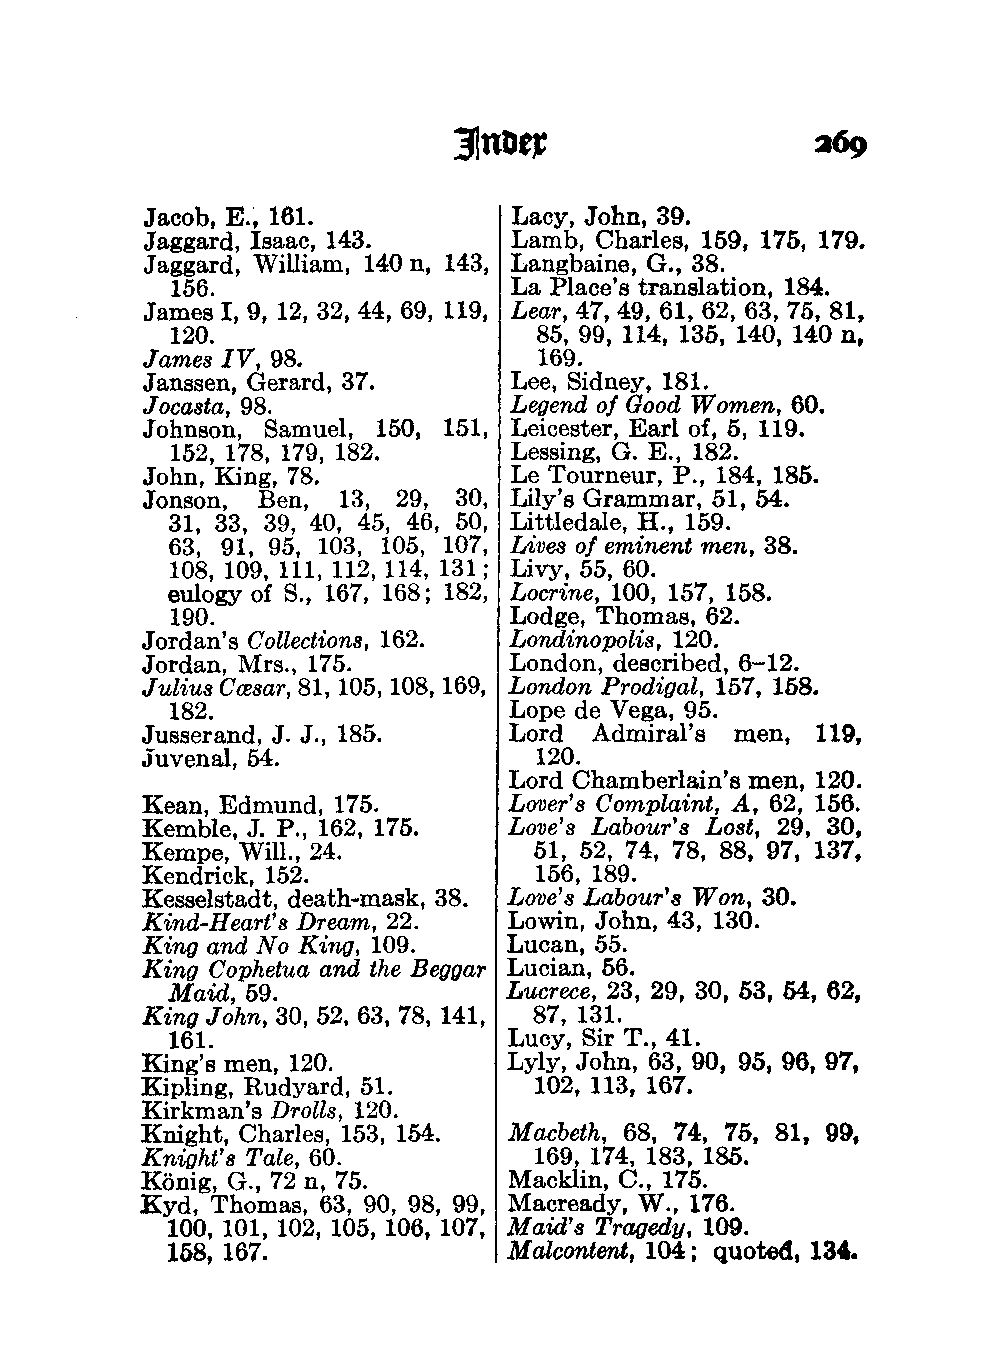 Index
269
Jacob, E., 161.
Jaggard, Isaac, 143.
Jaggard, William, 140 n, 143,
156.
James I, 9, 12, 32, 44, 69, 119,
120.
James IV, 98.
Janssen, Gerard, 37.
Jocasta, 98.
Johnson, Samuel, 150, 151,
152, 178, 179, 182.
John, King, 78.
Jonson, Ben, 13, 29, 30,
31, 33, 39, 40, 45, 46, 50,
63, 91, 95, 103, 105, 107,
108, 109, 111, 112, 114, 131;
eulogy of S., 167, 168; 182,
190.
Jordan's Collections, 162.
Jordan, Mrs., 175.
Julius Cæsar, 81, 105, 108, 169,
182.
Jusserand, J. J., 185.
Juvenal, 54.
Kean, Edmund, 175.
Kemble, J. P., 162, 175.
Kempe, Will., 24.
Kendrick, 152.
Kesselstadt, death-mask, 38.
Kind-Heart's Dream, 22.
King and No King, 109.
King Cophetua and the Beggar
Maid, 59.
King John, 30, 52, 63, 78, 141,
161.
King's men, 120.
Kipling, Rudyard, 51.
Kirkman's Drolls, 120.
Knight, Charles, 153, 154.
Knight's Tale, 60.
König, G., 72 n, 75.
Kyd, Thomas, 63, 90, 98, 99,
100, 101, 102, 105, 106, 107,
158, 167.
Lacy, John, 39.
Lamb, Charles, 159, 175, 179.
Langbaine, G., 38.
La Place's translation, 184.
Lear, 47, 49, 61, 62, 63, 75, 81,
85, 99, 114, 135, 140, 140 n,
169.
Lee, Sidney, 181.
Legend of Good Women, 60.
Leicester, Earl of, 5, 119.
Lessing, G. E., 182.
Le Tourneur, P., 184, 185.
Lily's Grammar, 51, 54.
Littledale, H., 159.
Lives of eminent men, 38.
Livy, 55, 60.
Locrine, 100, 157, 158.
Lodge, Thomas, 62.
Londinopolis, 120.
London, described, 6–12.
London Prodigal, 157, 158.
Lope de Vega, 95.
Lord Admiral's men, 119,
120.
Lord Chamberlain's men, 120.
Lover's Complaint, A, 62, 156.
Love's Labour's Lost, 29, 30,
51, 52, 74, 78, 88, 97, 137,
156, 189.
Love's Labour's Won, 30.
Lowin, John, 43, 130.
Lucan, 55.
Lucian, 56.
Lucrece, 23, 29, 30, 53, 54, 62,
87, 131.
Lucy, Sir T., 41.
Lyly, John, 63, 90, 95, 96, 97,
102, 113, 167.
Macbeth, 68, 74, 75, 81, 99,
169, 174, 183, 185.
Macklin, C., 175.
Macready, W., 176.
Maid's Tragedy, 109.
Malcontent, 104; quoted, 134.